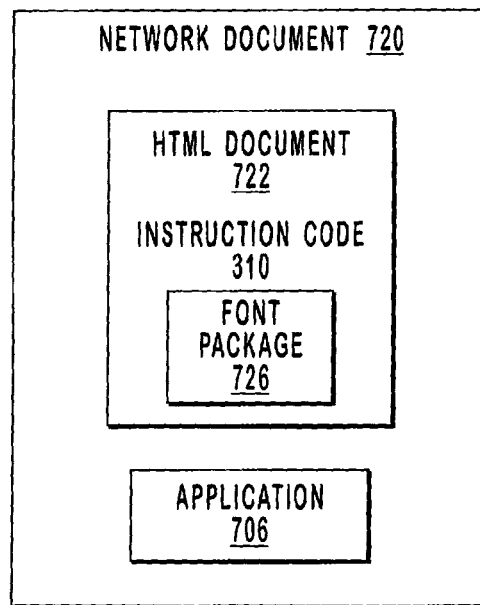 NETWORK DOCUMENT 720
HTML DOCUMENT
722
INSTRUCTION CODE
310
FONT
PACKAGE
726
APPLICATION
706